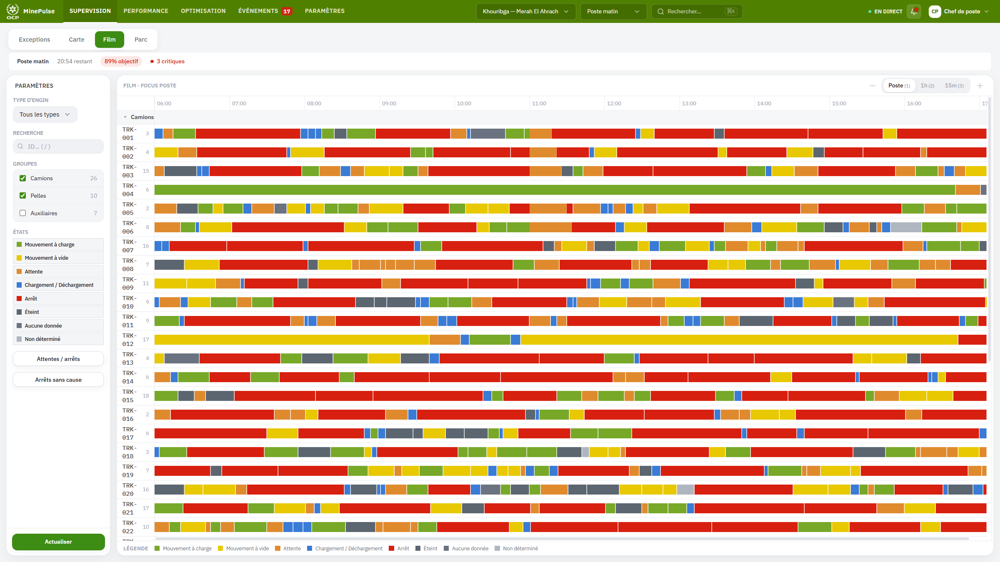 OCP MinePulse SUPERVISION PERFORMANCE OPTIMISATION ÉVÉNEMENTS 17 PARAMÈTRES Khouribga — Merah El Ahrach Poste matin Rechercher... ⌘K EN DIRECT CP Chef de poste
Exceptions Carte Film Parc
Poste matin 20:54 restant 89% objectif 3 critiques
PARAMÈTRES
TYPE D'ENGIN
Tous les types
RECHERCHE
ID... ( / )
GROUPES
Camions 26
Pelles 10
Auxiliaires 7
ÉTATS
Mouvement à charge
Mouvement à vide
Attente
Chargement / Déchargement
Arrêt
Éteint
Aucune donnée
Non déterminé
Attentes / arrêts
Arrêts sans cause
Actualiser
FILM · FOCUS POSTE Poste (1) 1h (2) 15m (3)
06:00 07:00 08:00 09:00 10:00 11:00 12:00 13:00 14:00 15:00 16:00 17
Camions
TRK-001 3
TRK-002 4
TRK-003 15
TRK-004 6
TRK-005 2
TRK-006 8
TRK-007 16
TRK-008 7
TRK-009 11
TRK-010 9
TRK-011 9
TRK-012 17
TRK-013 4
TRK-014 6
TRK-015 18
TRK-016 2
TRK-017 6
TRK-018 3
TRK-019 7
TRK-020 16
TRK-021 17
TRK-022 10
LÉGENDE Mouvement à charge Mouvement à vide Attente Chargement / Déchargement Arrêt Éteint Aucune donnée Non déterminé